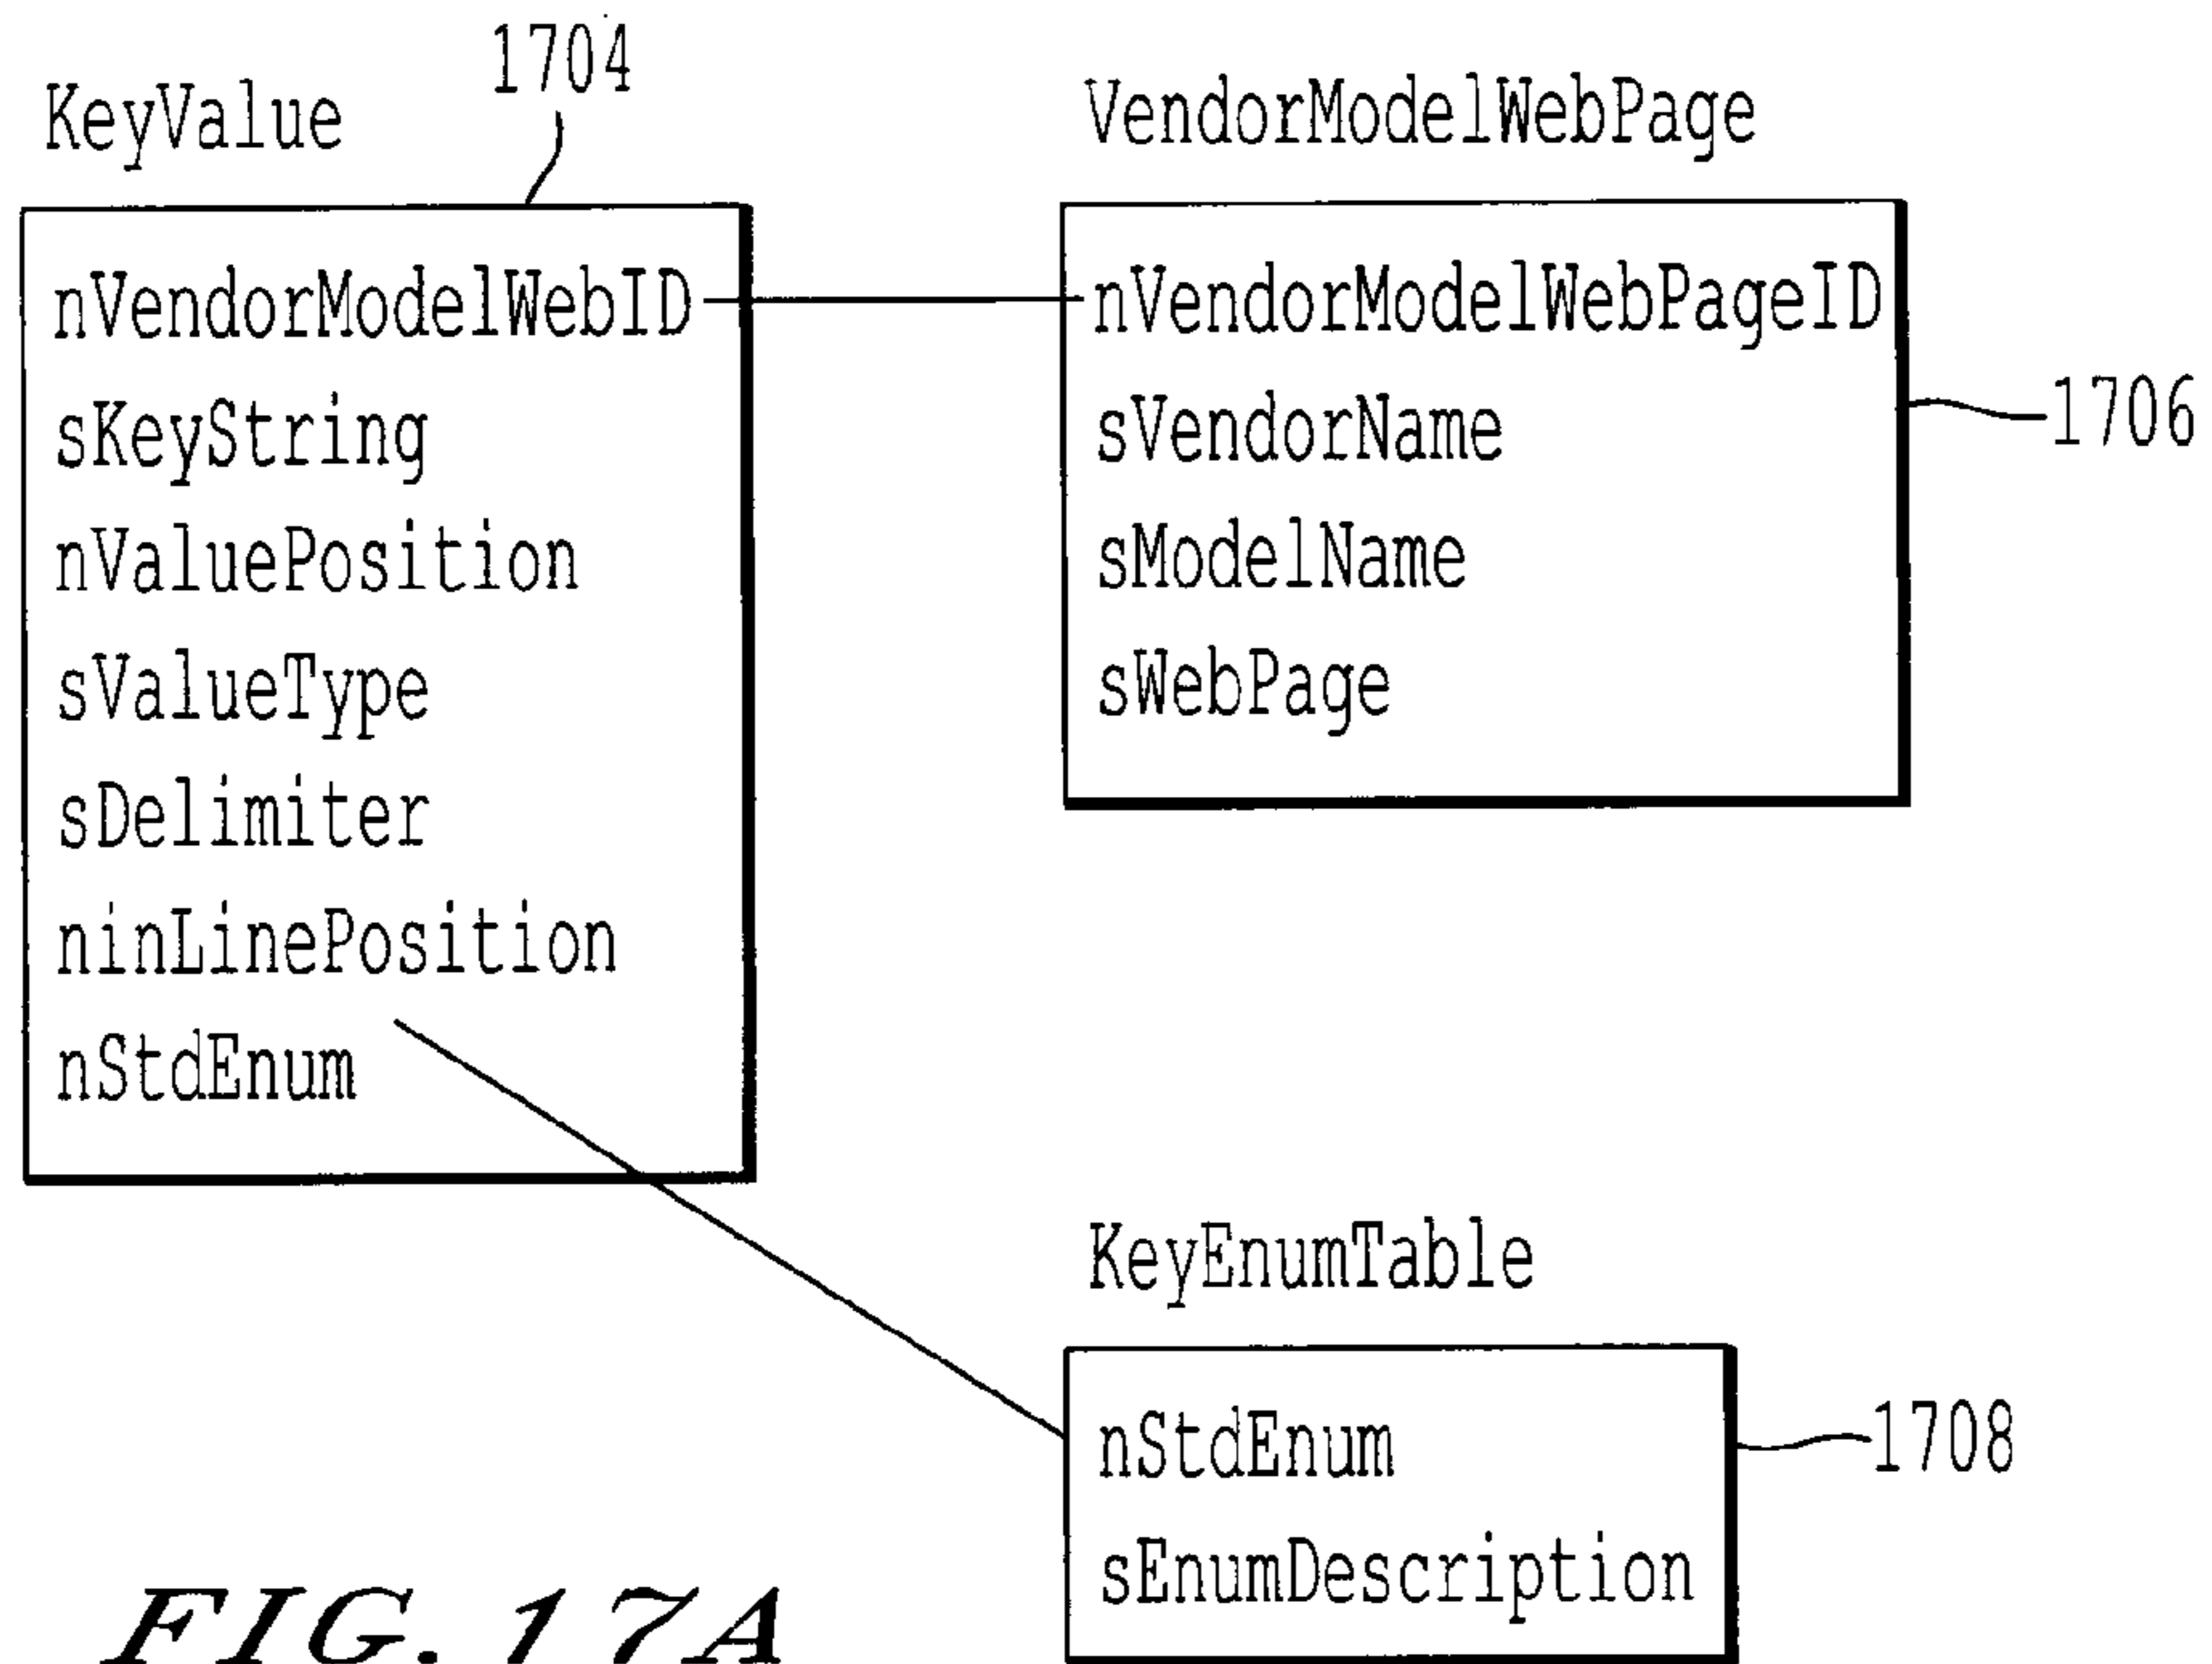 1704
KeyValue
nVendorModelWebID
sKeyString
nValuePosition
sValueType
sDelimiter
ninLinePosition
nStdEnum
VendorModelWebPage
nVendorModelWebPageID
sVendorName
sModelName
sWebPage
1706
KeyEnumTable
nStdEnum
sEnumDescription
1708
FIG. 17A